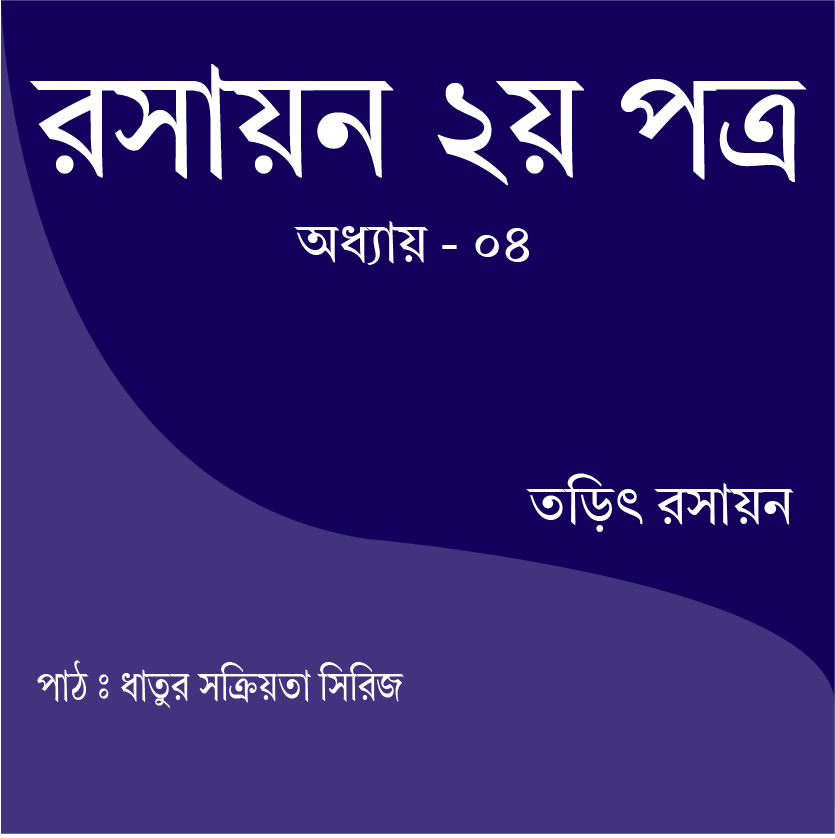 রসায়ন ২য় পত্র
অধ্যায় - ০৪
তড়িৎ রসায়ন
পাঠ ঃ ধাতুর সক্রিয়তা সিরিজ